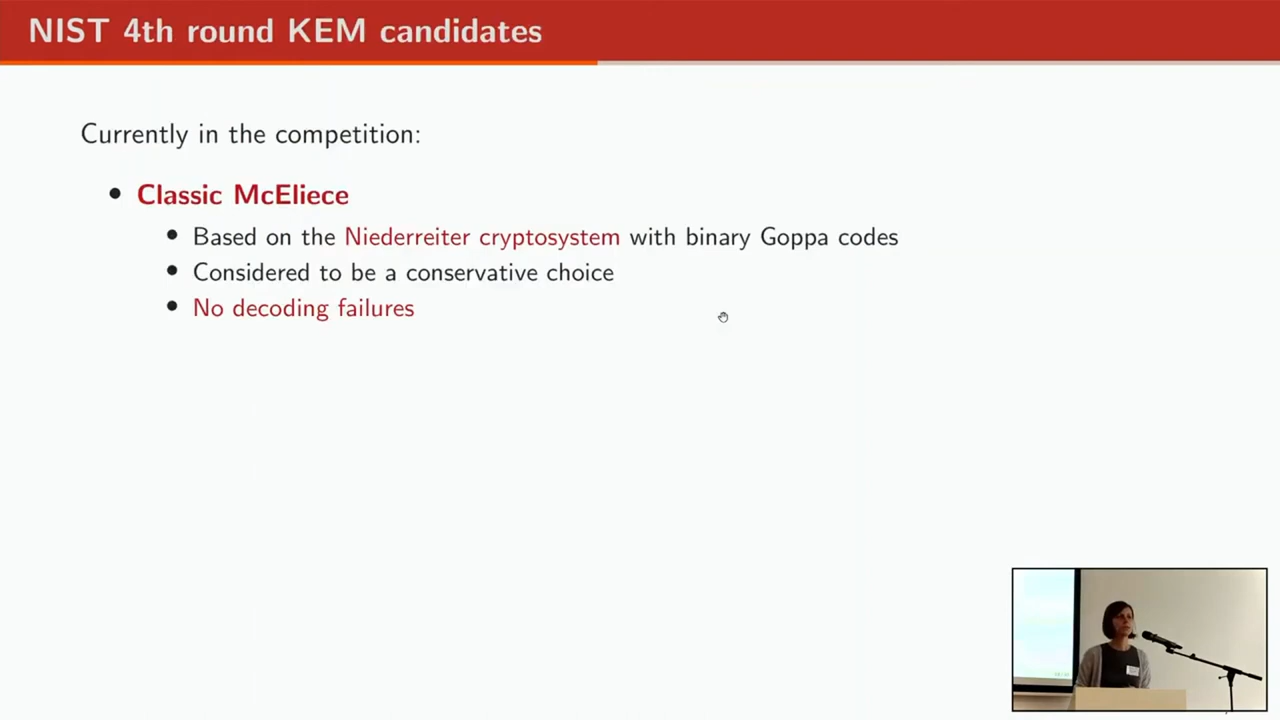 NIST 4th round KEM candidates
Currently in the competition:
• Classic McEliece
• Based on the Niederreiter cryptosystem with binary Goppa codes
• Considered to be a conservative choice
• No decoding failures